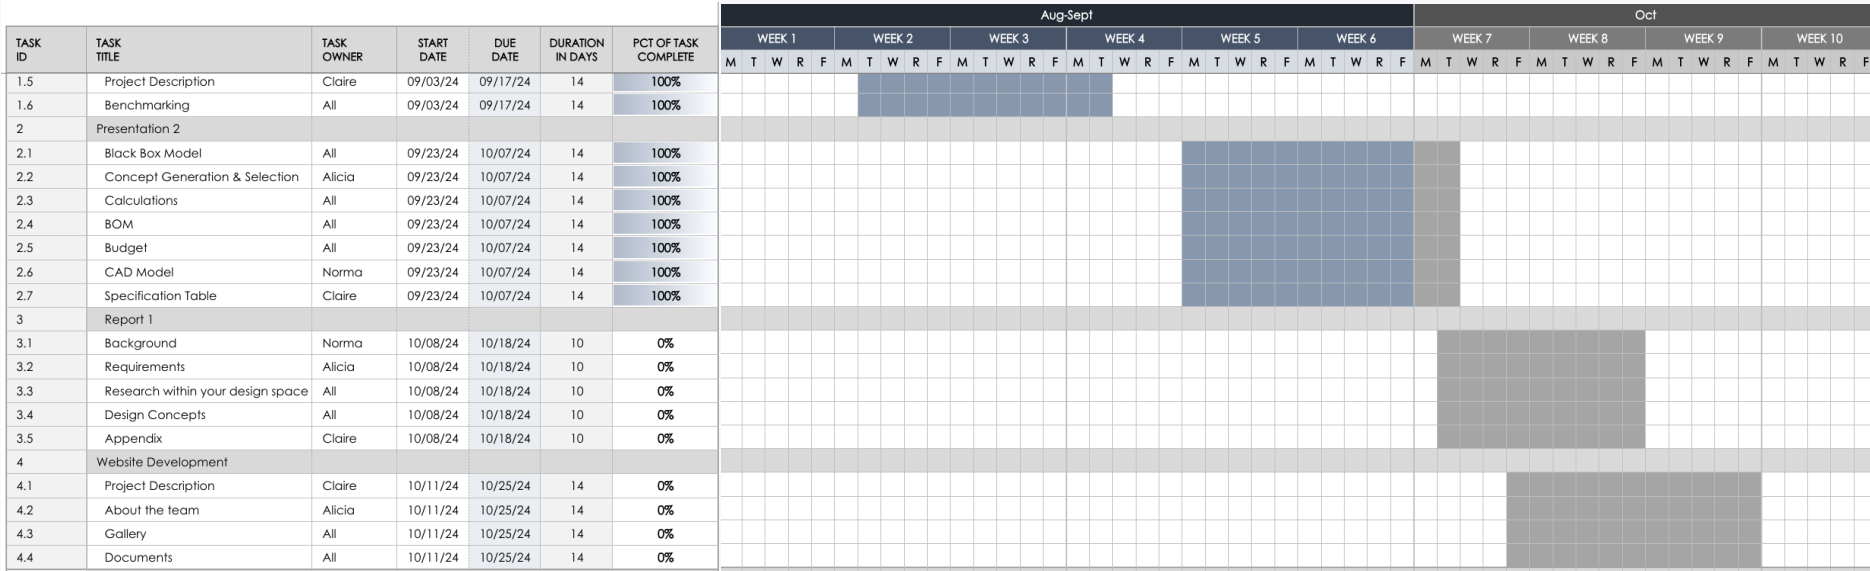 Aug-Sept Oct
TASK ID TASK TITLE TASK OWNER START DATE DUE DATE DURATION IN DAYS PCT OF TASK COMPLETE WEEK 1 WEEK 2 WEEK 3 WEEK 4 WEEK 5 WEEK 6 WEEK 7 WEEK 8 WEEK 9 WEEK 10
M T W R F M T W R F M T W R F M T W R F M T W R F M T W R F M T W R F M T W R F M T W R F M T W R F
1.5 Project Description Claire 09/03/24 09/17/24 14 100%
1.6 Benchmarking All 09/03/24 09/17/24 14 100%
2 Presentation 2
2.1 Black Box Model All 09/23/24 10/07/24 14 100%
2.2 Concept Generation & Selection Alicia 09/23/24 10/07/24 14 100%
2.3 Calculations All 09/23/24 10/07/24 14 100%
2,4 BOM All 09/23/24 10/07/24 14 100%
2.5 Budget All 09/23/24 10/07/24 14 100%
2.6 CAD Model Norma 09/23/24 10/07/24 14 100%
2.7 Specification Table Claire 09/23/24 10/07/24 14 100%
3 Report 1
3.1 Background Norma 10/08/24 10/18/24 10 0%
3.2 Requirements Alicia 10/08/24 10/18/24 10 0%
3.3 Research within your design space All 10/08/24 10/18/24 10 0%
3.4 Design Concepts All 10/08/24 10/18/24 10 0%
3.5 Appendix Claire 10/08/24 10/18/24 10 0%
4 Website Development
4.1 Project Description Claire 10/11/24 10/25/24 14 0%
4.2 About the team Alicia 10/11/24 10/25/24 14 0%
4.3 Gallery All 10/11/24 10/25/24 14 0%
4.4 Documents All 10/11/24 10/25/24 14 0%